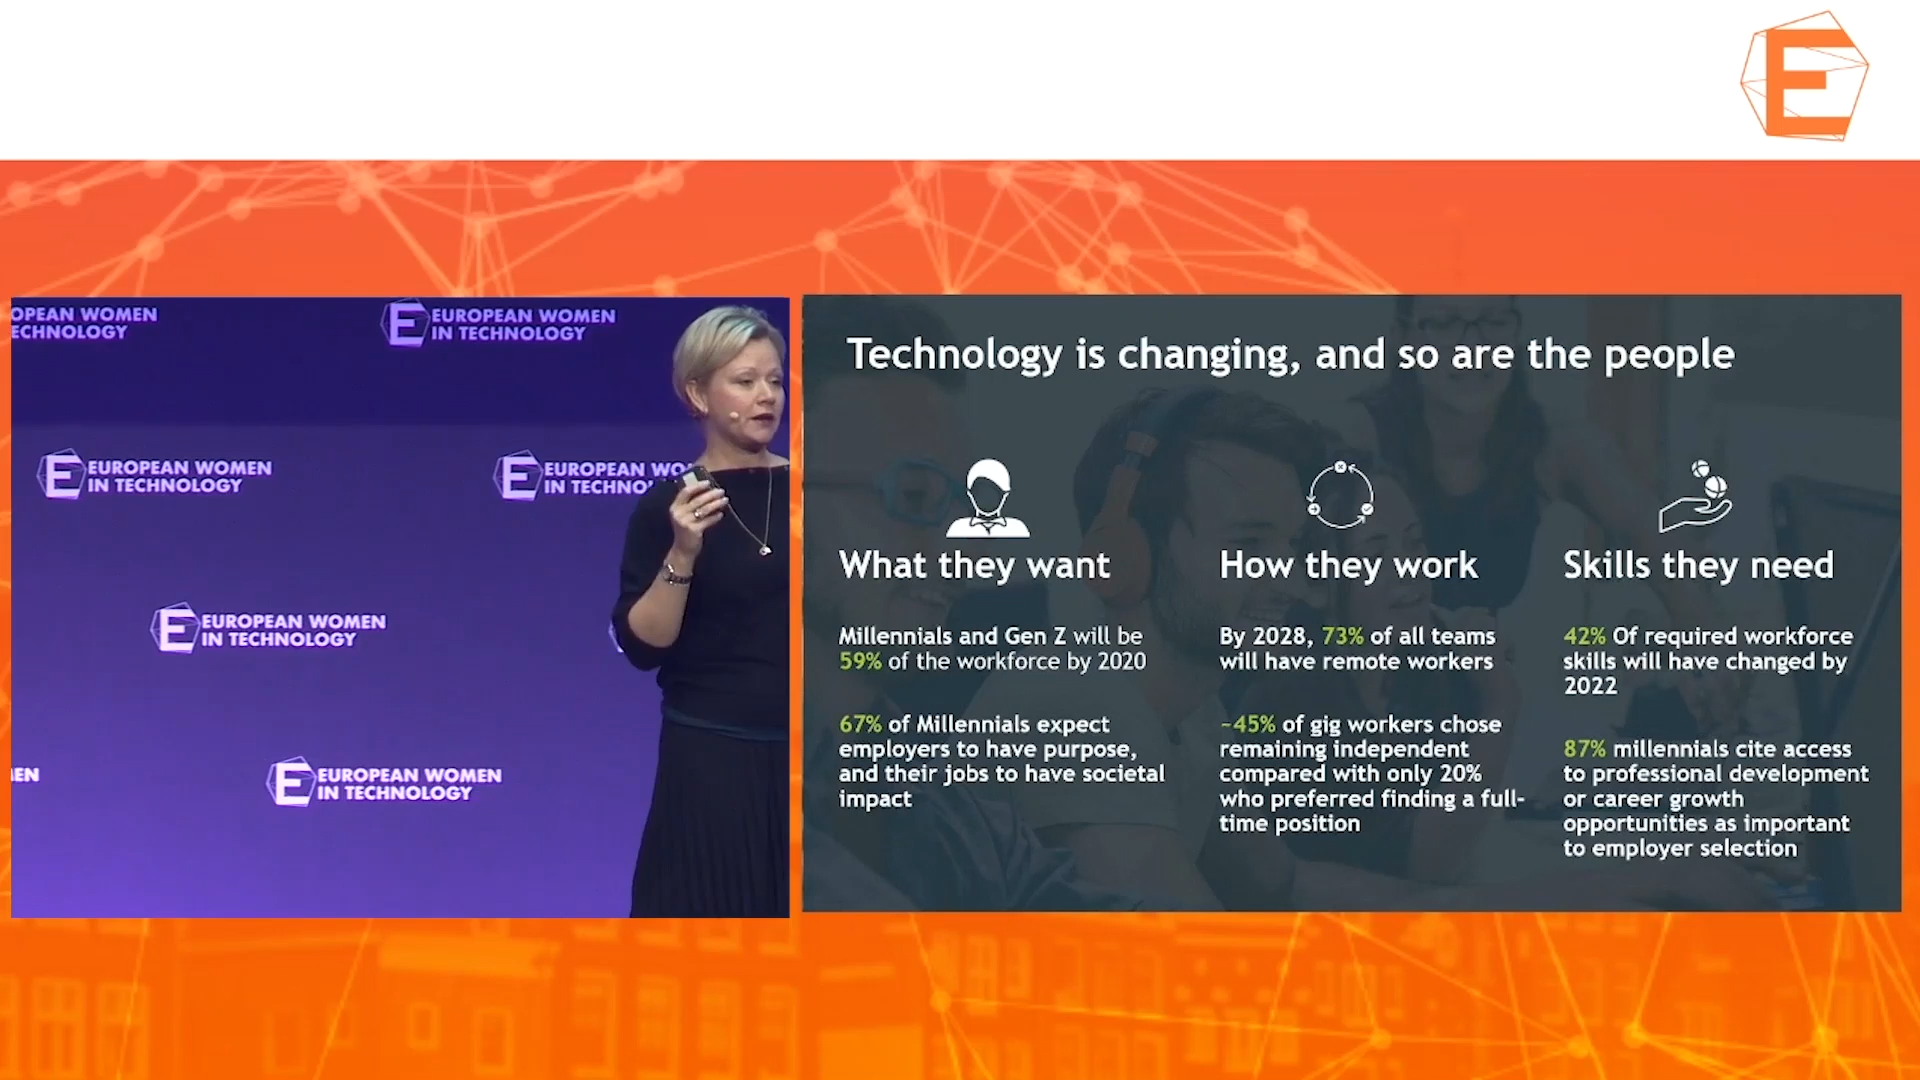 E
OPEAN WOMEN
ECHNOLOGY
E EUROPEAN WOMEN
IN TECHNOLOGY
E EUROPEAN WOMEN
IN TECHNOLOGY
E EUROPEAN WO
IN TECHNO
E EUROPEAN WOMEN
IN TECHNOLOGY
EN
E EUROPEAN WOMEN
IN TECHNOLOGY
Technology is changing, and so are the people
What they want
Millennials and Gen Z will be
59% of the workforce by 2020
67% of Millennials expect
employers to have purpose,
and their jobs to have societal
impact
How they work
By 2028, 73% of all teams
will have remote workers
~45% of gig workers chose
remaining independent
compared with only 20%
who preferred finding a full-
time position
Skills they need
42% Of required workforce
skills will have changed by
2022
87% millennials cite access
to professional development
or career growth
opportunities as important
to employer selection